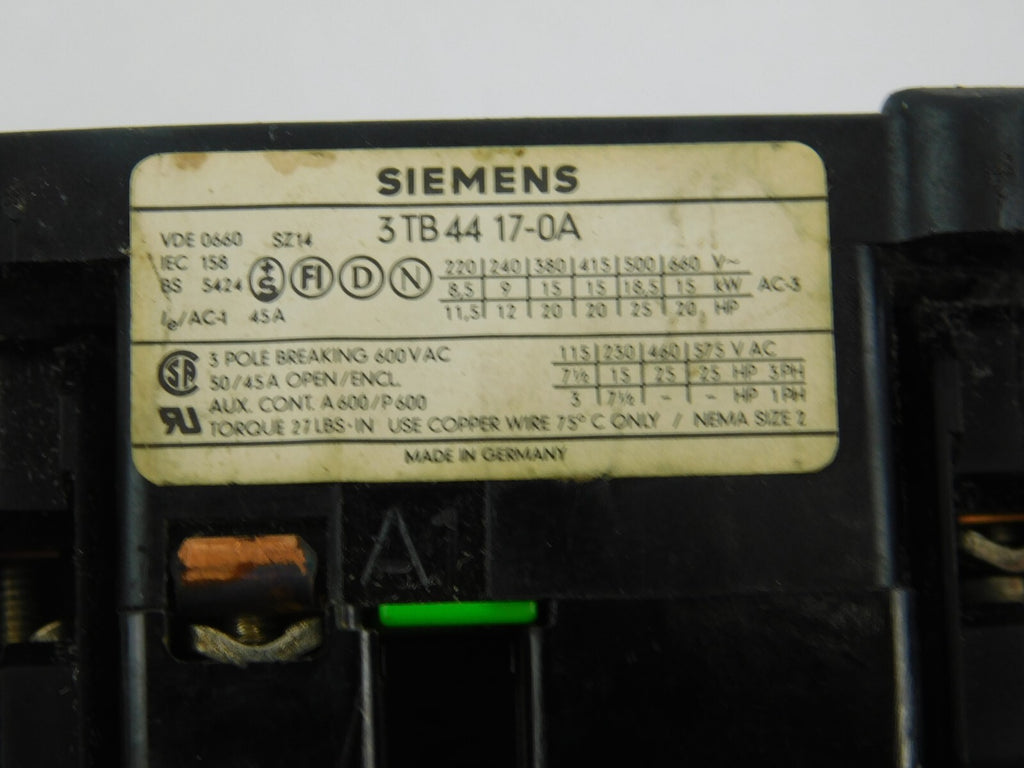 SIEMENS
3TB44 17-0A
VDE 0660 SZ14
IEC 158
BS 5424
FI D N
Ie/AC-1 45A
220 240 380 415 500 660 V~
8,5 9 15 15 18,5 15 kW AC-3
11,5 12 20 20 25 20 HP
3 POLE BREAKING 600VAC
50/45A OPEN/ENCL.
AUX. CONT. A600/P600
TORQUE 27LBS·IN USE COPPER WIRE 75°C ONLY / NEMA SIZE 2
115 230 460 575 V AC
7½ 15 25 25 HP 3PH
3 7½ - - HP 1PH
MADE IN GERMANY
A1